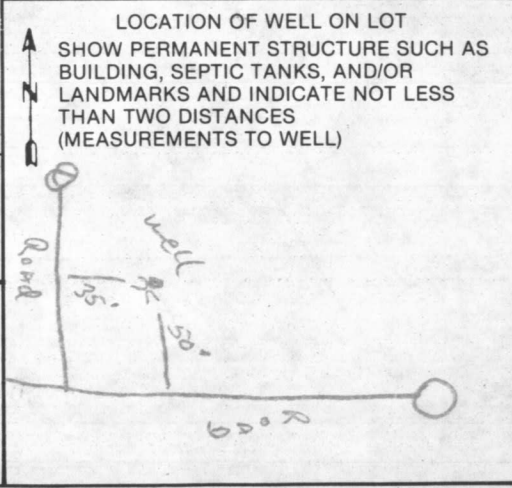 LOCATION OF WELL ON LOT
SHOW PERMANENT STRUCTURE SUCH AS
BUILDING, SEPTIC TANKS, AND/OR
LANDMARKS AND INDICATE NOT LESS
THAN TWO DISTANCES
(MEASUREMENTS TO WELL)
N
well
Road
35'
50'
Road